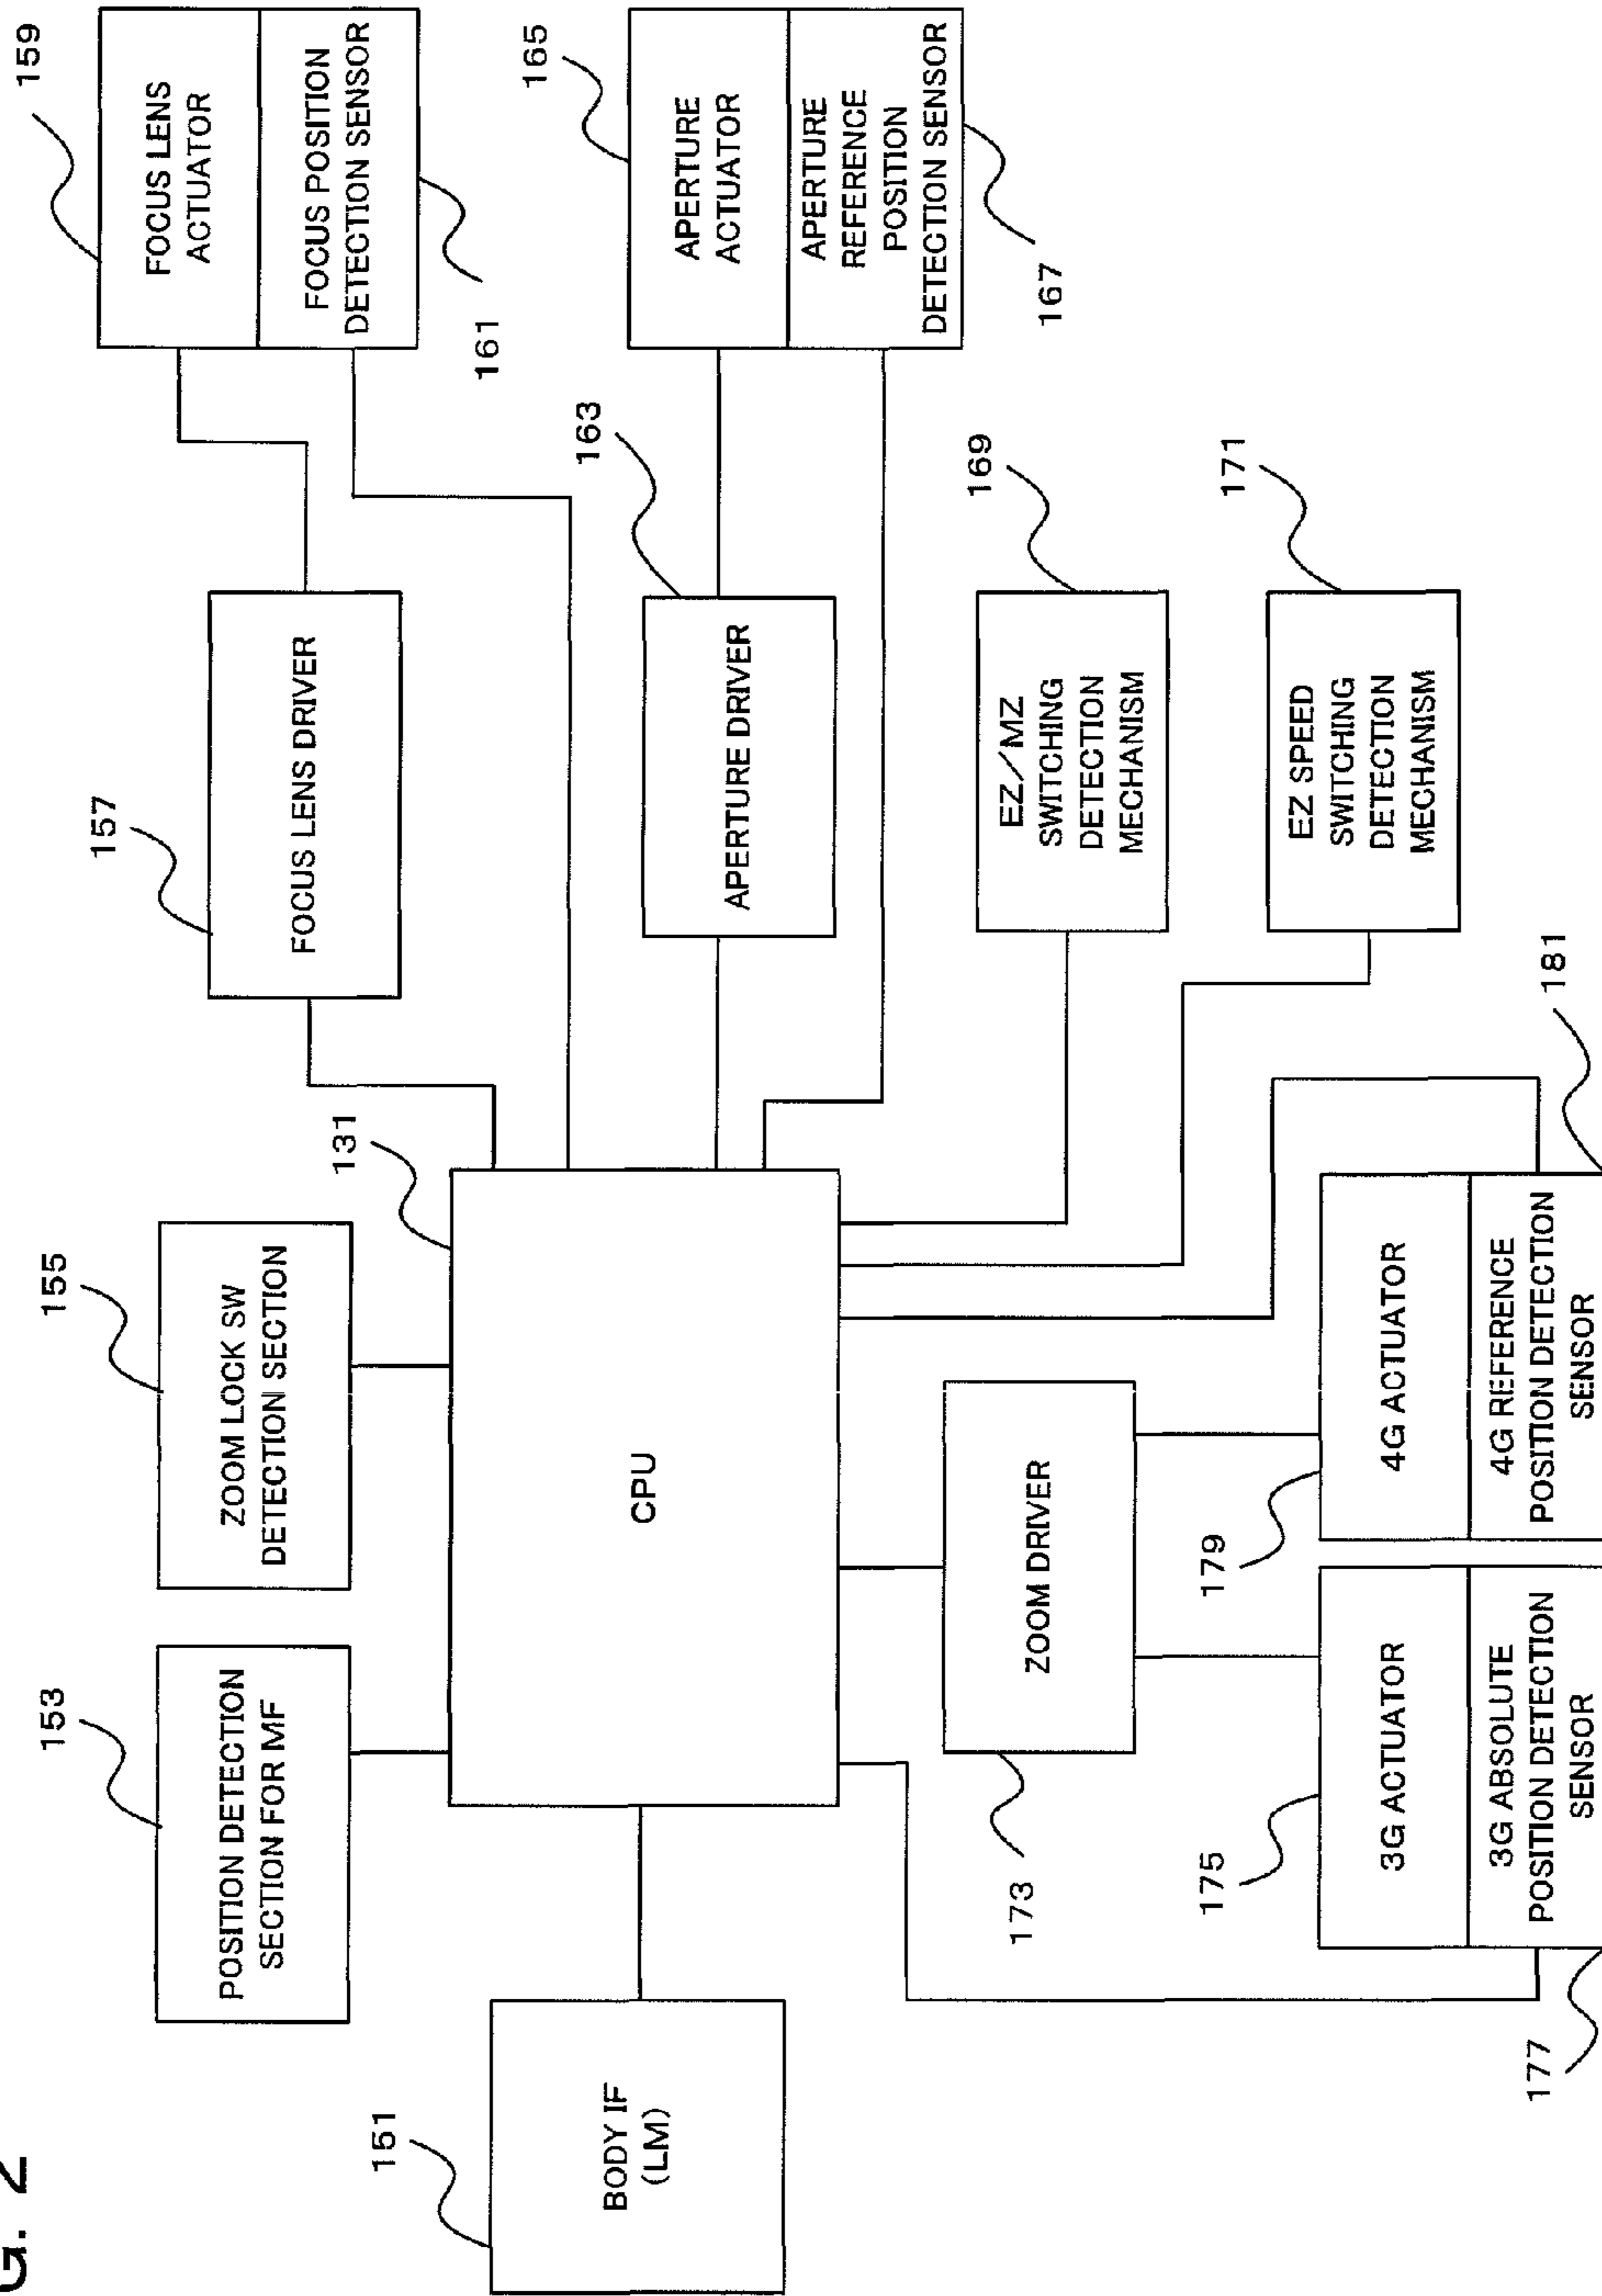 FIG. 2
153
POSITION DETECTION
SECTION FOR MF
155
ZOOM LOCK SW
DETECTION SECTION
157
FOCUS LENS DRIVER
159
FOCUS LENS
ACTUATOR
FOCUS POSITION
DETECTION SENSOR
161
151
BODY IF
(LM)
131
CPU
163
APERTURE DRIVER
165
APERTURE
ACTUATOR
APERTURE
REFERENCE
POSITION
DETECTION SENSOR
167
173
ZOOM DRIVER
169
EZ/MZ
SWITCHING
DETECTION
MECHANISM
171
EZ SPEED
SWITCHING
DETECTION
MECHANISM
175
3G ACTUATOR
3G ABSOLUTE
POSITION DETECTION
SENSOR
177
179
4G ACTUATOR
4G REFERENCE
POSITION DETECTION
SENSOR
181